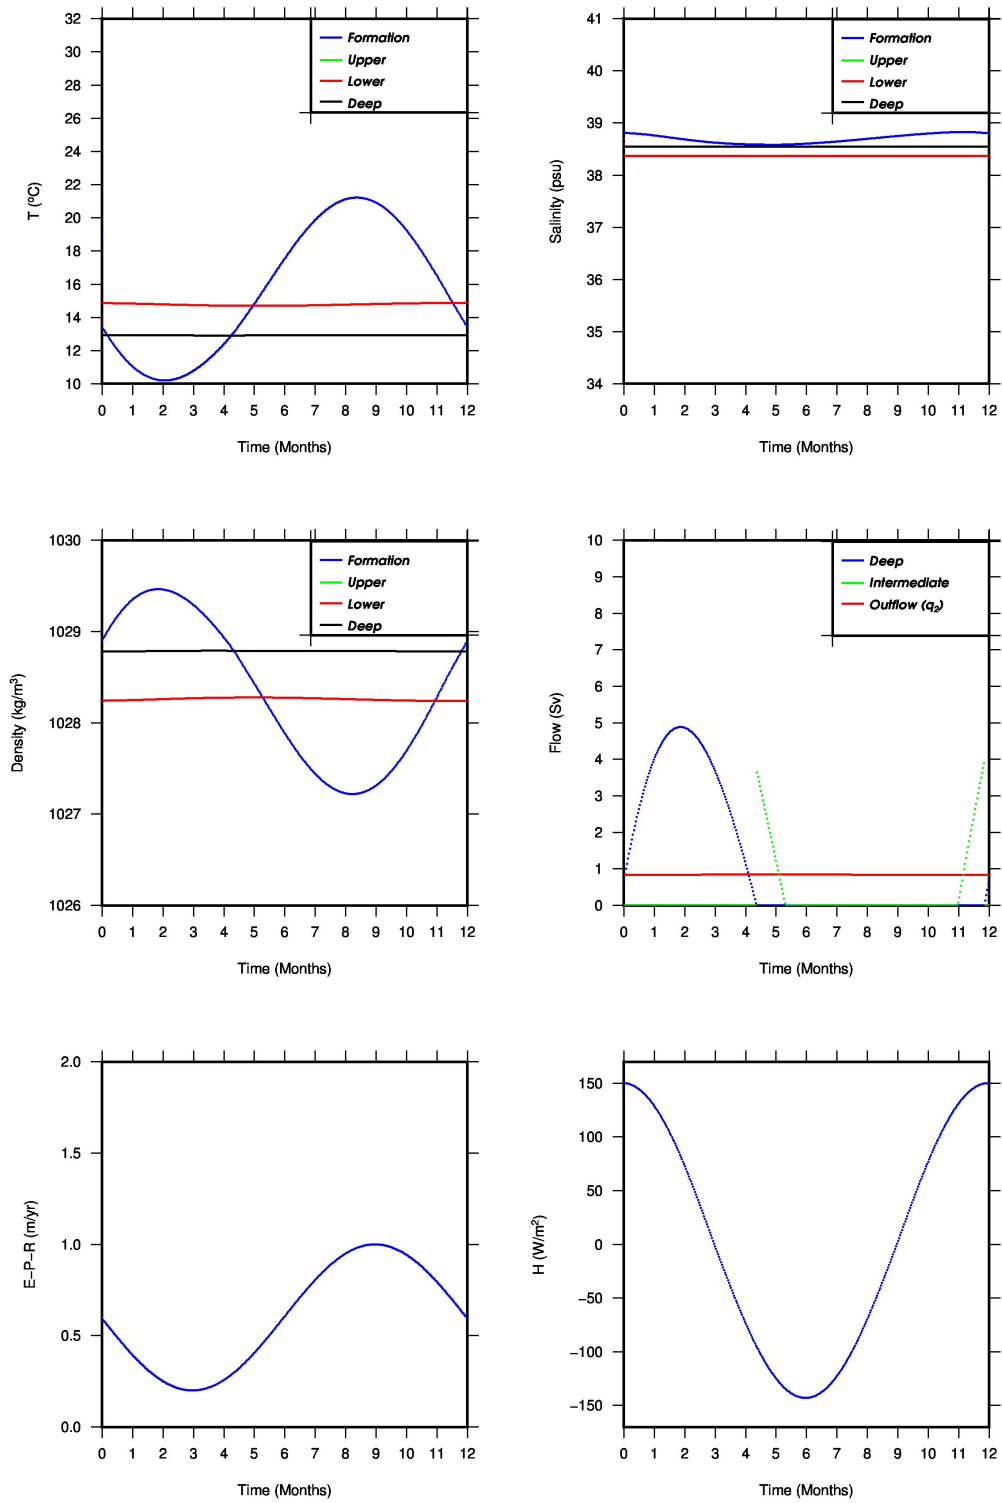 32
30
28
26
24
22
20
18
16
14
12
10
T (ºC)
Formation
Upper
Lower
Deep
0 1 2 3 4 5 6 7 8 9 10 11 12
Time (Months)
41
40
39
38
37
36
35
34
Salinity (psu)
Formation
Upper
Lower
Deep
0 1 2 3 4 5 6 7 8 9 10 11 12
Time (Months)
1030
1029
1028
1027
1026
Density (kg/m³)
Formation
Upper
Lower
Deep
0 1 2 3 4 5 6 7 8 9 10 11 12
Time (Months)
10
9
8
7
6
5
4
3
2
1
0
Flow (Sv)
Deep
Intermediate
Outflow (q₂)
0 1 2 3 4 5 6 7 8 9 10 11 12
Time (Months)
2.0
1.5
1.0
0.5
0.0
E−P−R (m/yr)
0 1 2 3 4 5 6 7 8 9 10 11 12
Time (Months)
150
100
50
0
−50
−100
−150
H (W/m²)
0 1 2 3 4 5 6 7 8 9 10 11 12
Time (Months)